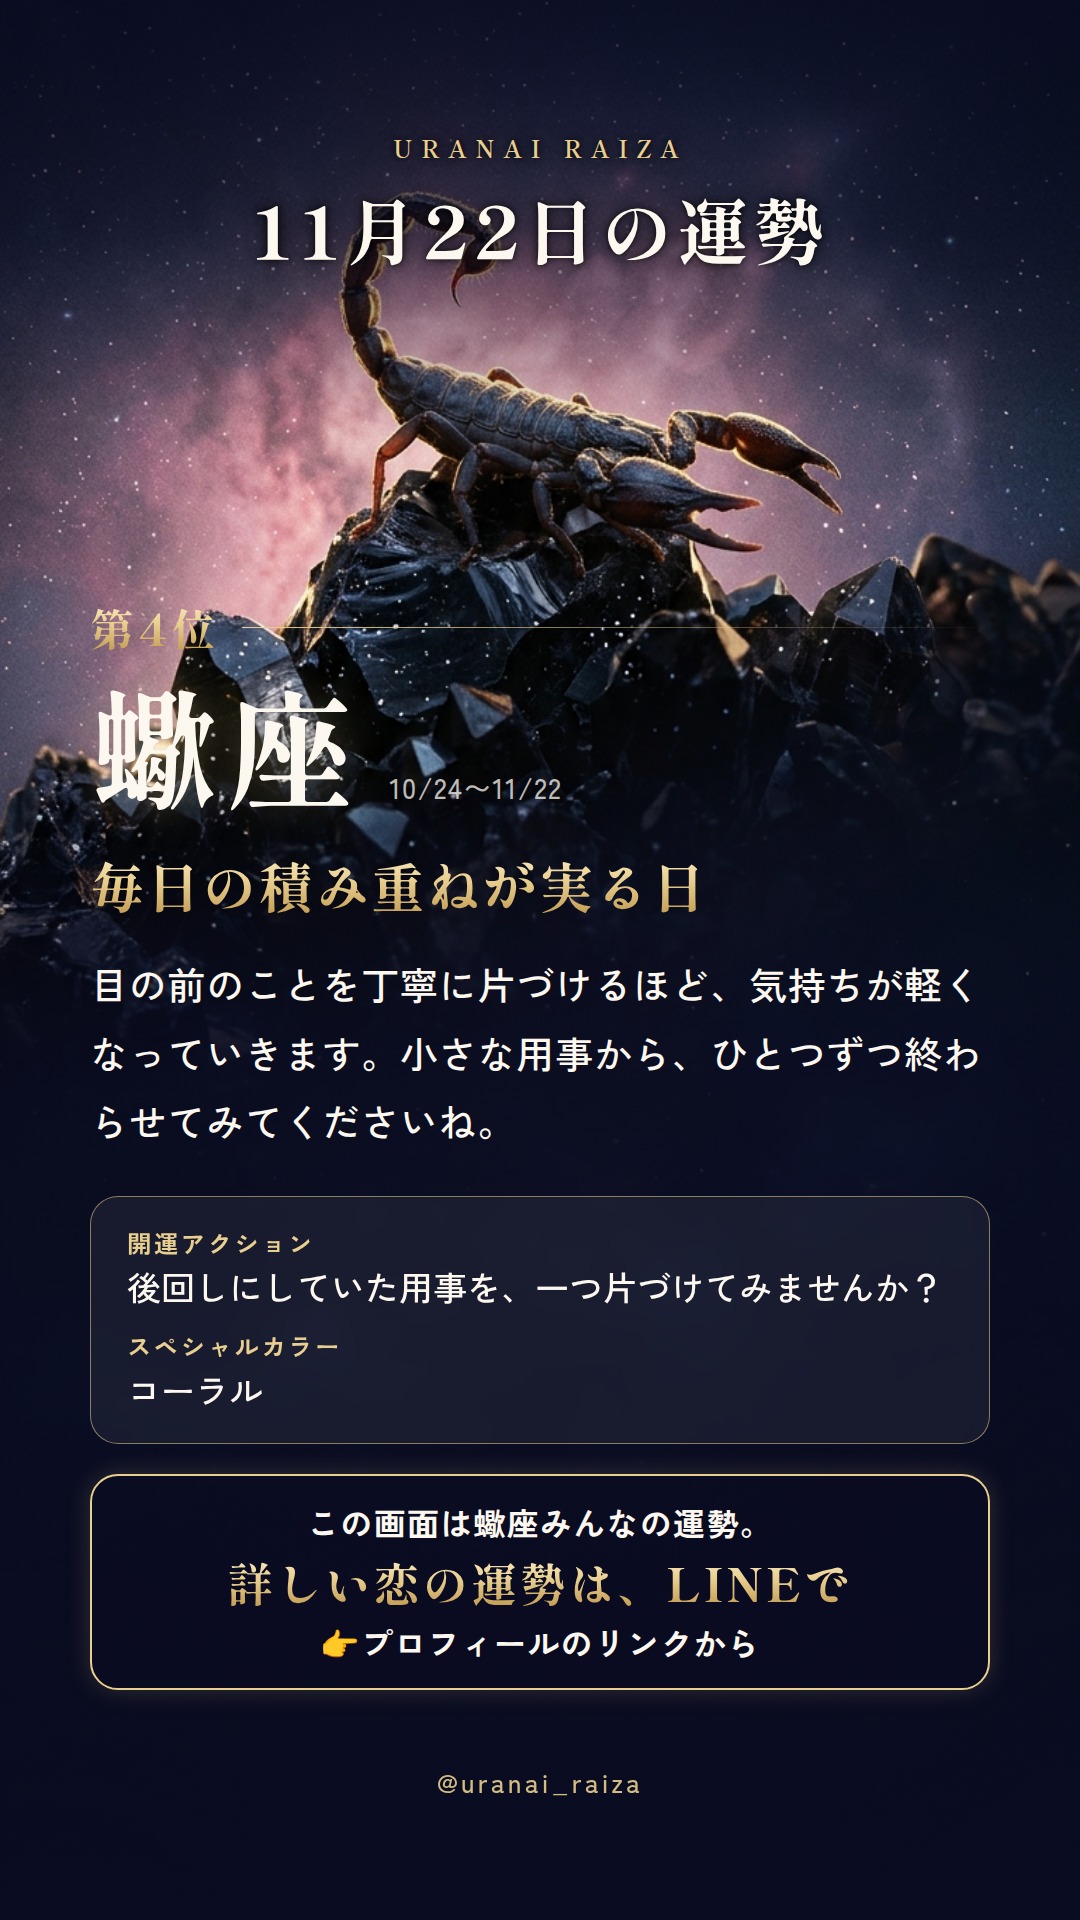 URANAI RAIZA
11月22日の運勢
第4位
蠍座 10/24〜11/22
毎日の積み重ねが実る日
目の前のことを丁寧に片づけるほど、気持ちが軽く
なっていきます。小さな用事から、ひとつずつ終わ
らせてみてくださいね。
開運アクション
後回しにしていた用事を、一つ片づけてみませんか？
スペシャルカラー
コーラル
この画面は蠍座みんなの運勢。
詳しい恋の運勢は、LINEで
👉プロフィールのリンクから
@uranai_raiza